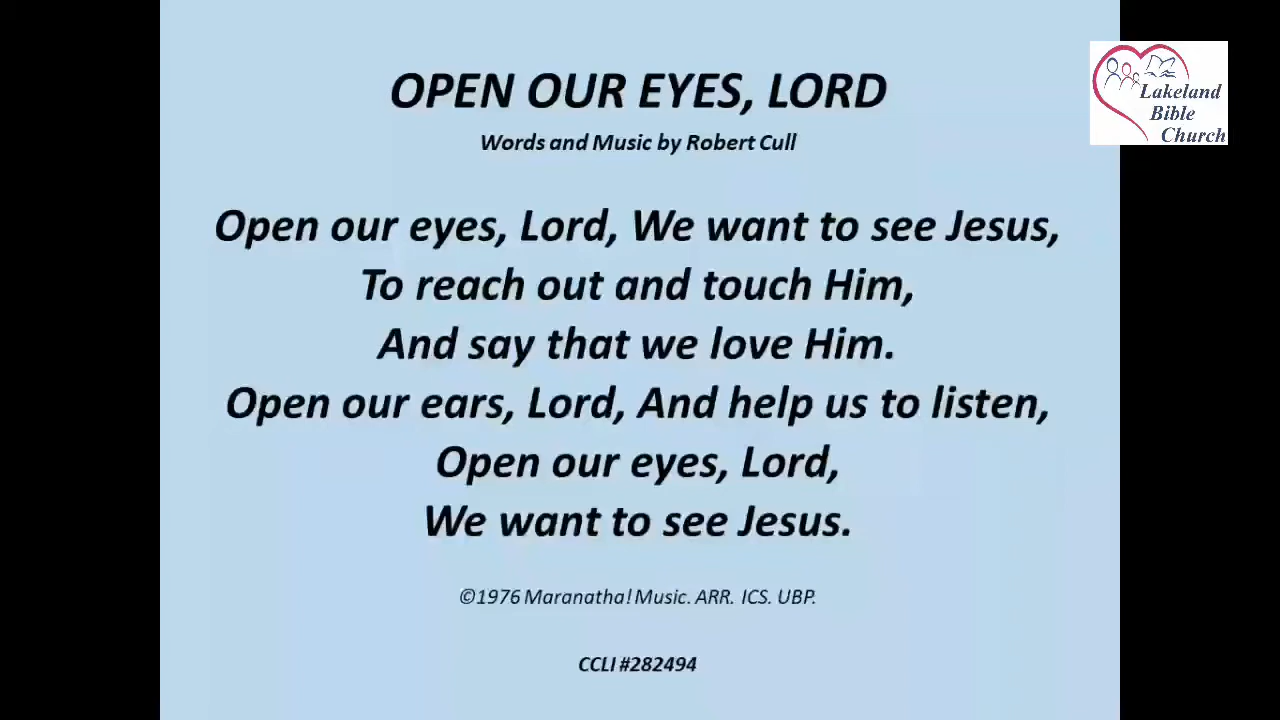 OPEN OUR EYES, LORD
Words and Music by Robert Cull
Open our eyes, Lord, We want to see Jesus,
To reach out and touch Him,
And say that we love Him.
Open our ears, Lord, And help us to listen,
Open our eyes, Lord,
We want to see Jesus.
©1976 Maranatha! Music. ARR. ICS. UBP.
CCLI #282494
Lakeland
Bible
Church